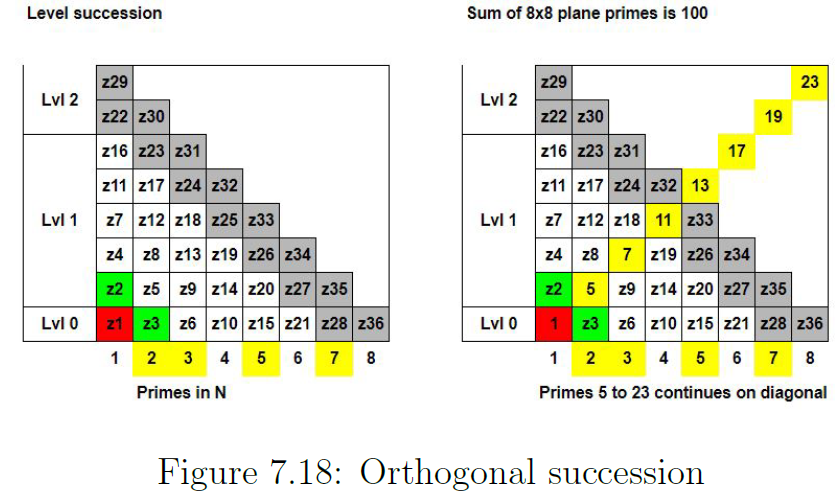 Level succession Sum of 8x8 plane primes is 100
z29 z29 23
Lvl 2 Lvl 2
z22 z30 z22 z30 19
z16 z23 z31 z16 z23 z31 17
z11 z17 z24 z32 z11 z17 z24 z32 13
Lvl 1 z7 z12 z18 z25 z33 Lvl 1 z7 z12 z18 11 z33
z4 z8 z13 z19 z26 z34 z4 z8 7 z19 z26 z34
z2 z5 z9 z14 z20 z27 z35 z2 5 z9 z14 z20 z27 z35
Lvl 0 z1 z3 z6 z10 z15 z21 z28 z36 Lvl 0 1 z3 z6 z10 z15 z21 z28 z36
1 2 3 4 5 6 7 8 1 2 3 4 5 6 7 8
Primes in N Primes 5 to 23 continues on diagonal
Figure 7.18: Orthogonal succession